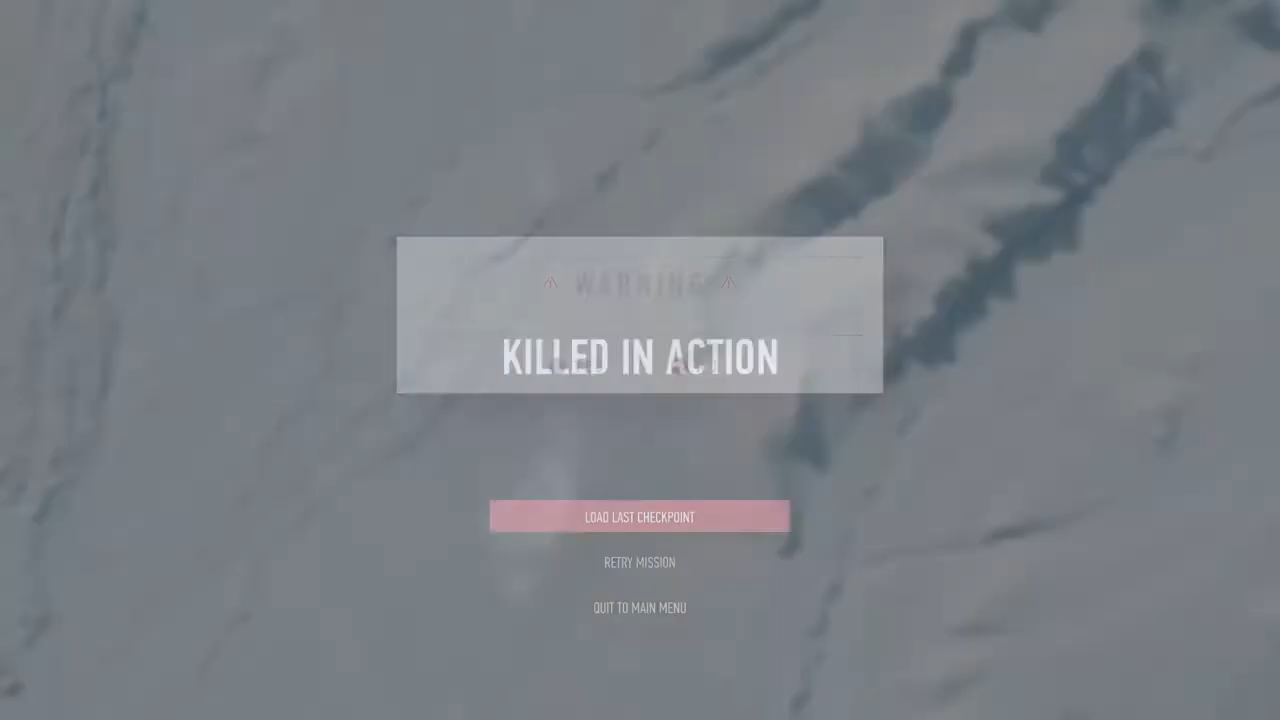 WARNING
KILLED IN ACTION
LOAD LAST CHECKPOINT
RETRY MISSION
QUIT TO MAIN MENU